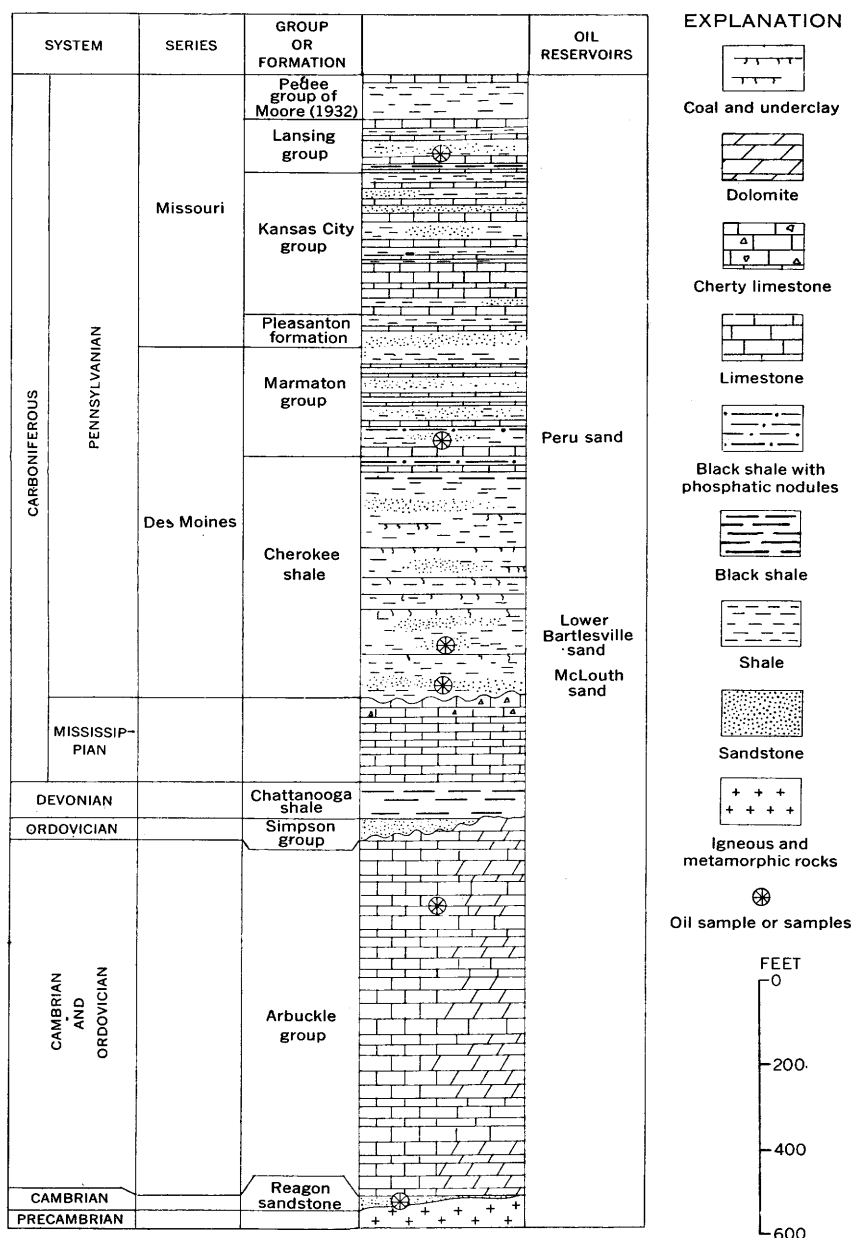 SYSTEM
SERIES
GROUP
OR
FORMATION
OIL
RESERVOIRS
CARBONIFEROUS
PENNSYLVANIAN
MISSISSIP-
PIAN
DEVONIAN
ORDOVICIAN
CAMBRIAN
AND
ORDOVICIAN
CAMBRIAN
PRECAMBRIAN
Missouri
Des Moines
Pedee
group of
Moore (1932)
Lansing
group
Kansas City
group
Pleasanton
formation
Marmaton
group
Cherokee
shale
Chattanooga
shale
Simpson
group
Arbuckle
group
Reagon
sandstone
Peru sand
Lower
Bartlesville
sand
McLouth
sand
EXPLANATION
Coal and underclay
Dolomite
Cherty limestone
Limestone
Black shale with
phosphatic nodules
Black shale
Shale
Sandstone
Igneous and
metamorphic rocks
Oil sample or samples
FEET
0
200
400
600